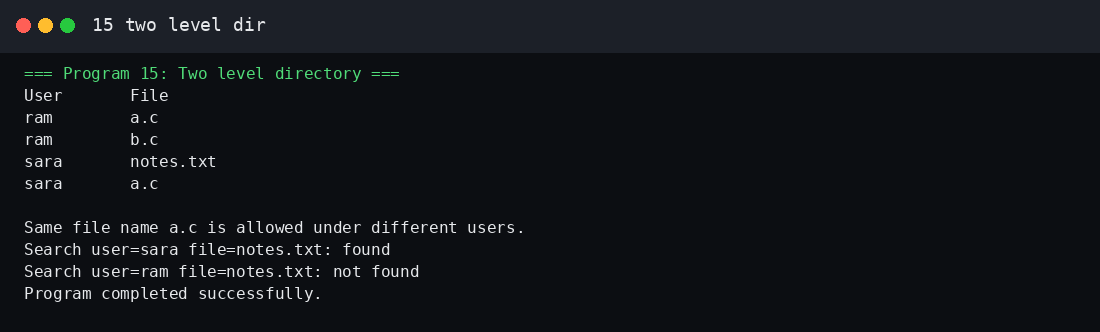 15 two level dir
=== Program 15: Two level directory ===
User       File
ram        a.c
ram        b.c
sara       notes.txt
sara       a.c

Same file name a.c is allowed under different users.
Search user=sara file=notes.txt: found
Search user=ram file=notes.txt: not found
Program completed successfully.